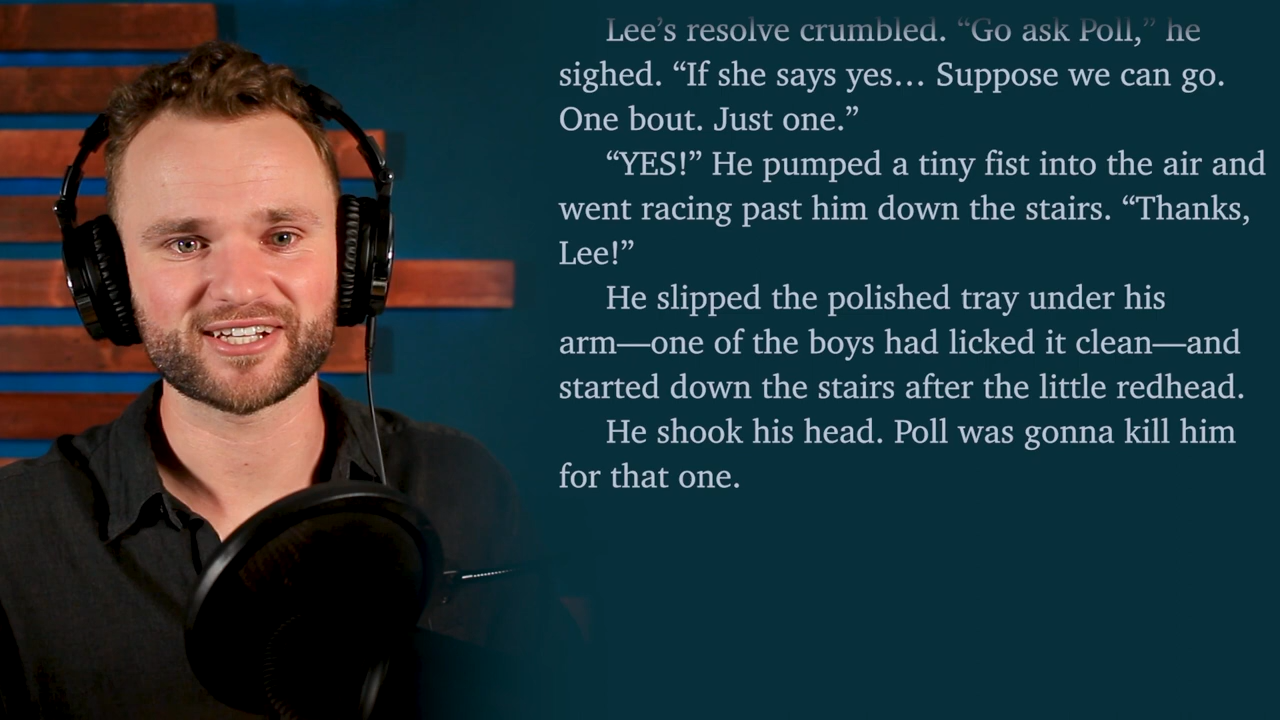 Lee’s resolve crumbled. “Go ask Poll,” he
sighed. “If she says yes… Suppose we can go.
One bout. Just one.”
“YES!” He pumped a tiny fist into the air and
went racing past him down the stairs. “Thanks,
Lee!”
He slipped the polished tray under his
arm—one of the boys had licked it clean—and
started down the stairs after the little redhead.
He shook his head. Poll was gonna kill him
for that one.